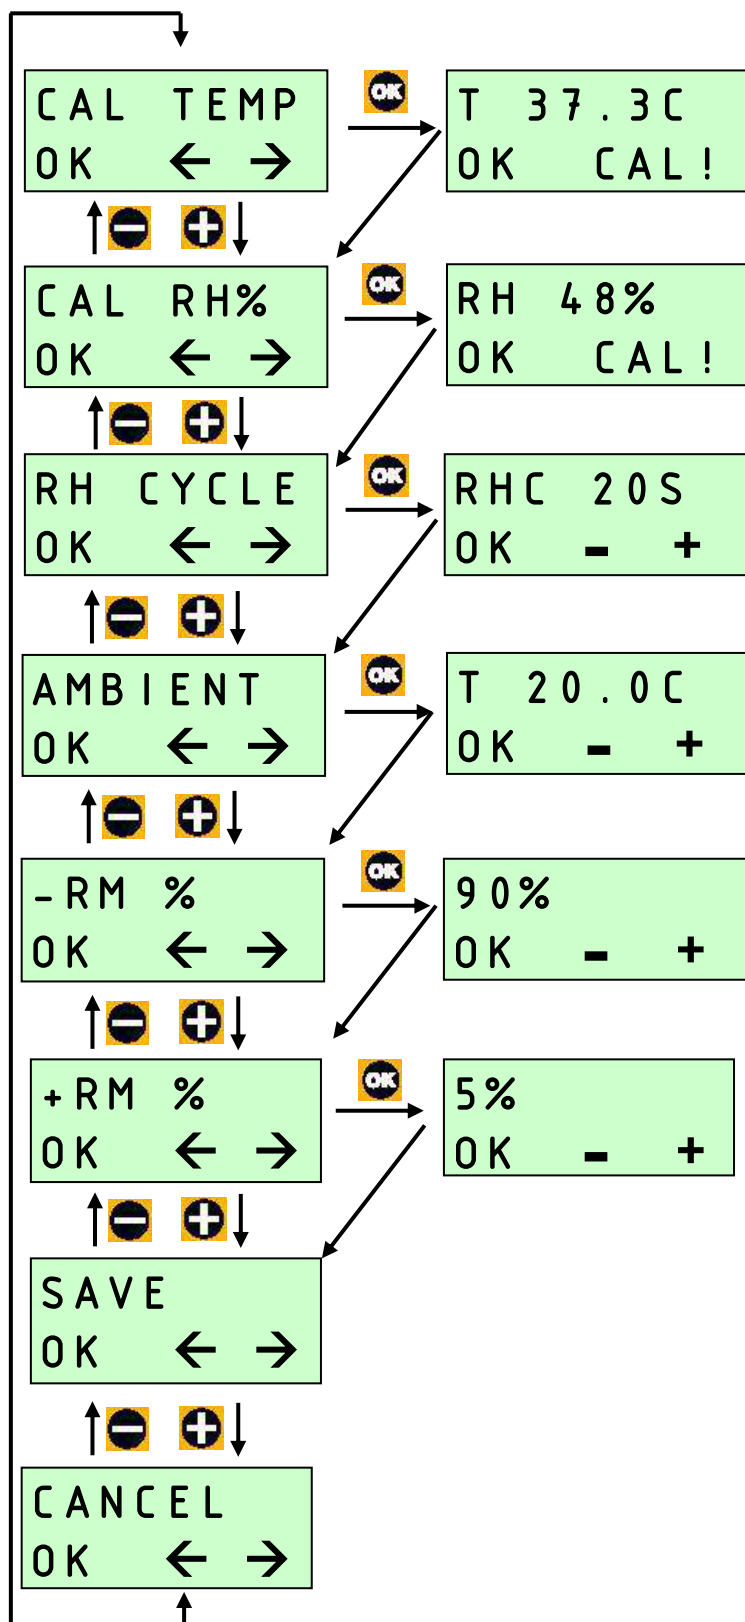 CAL TEMP
OK ← →
OK
T 37.3C
OK CAL!
CAL RH%
OK ← →
OK
RH 48%
OK CAL!
RH CYCLE
OK ← →
OK
RHC 20S
OK - +
AMBIENT
OK ← →
OK
T 20.0C
OK - +
-RM %
OK ← →
OK
90%
OK - +
+RM %
OK ← →
OK
5%
OK - +
SAVE
OK ← →
CANCEL
OK ← →